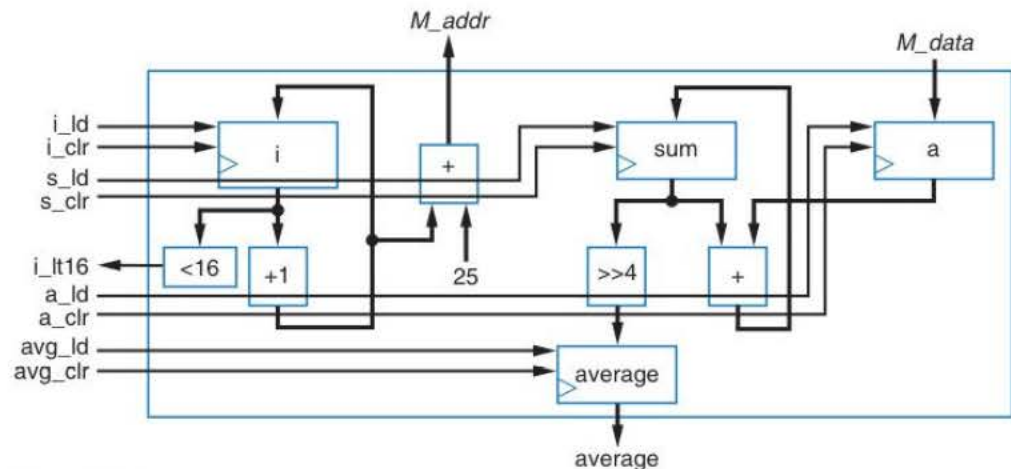 M_addr
M_data
i_ld
i_clr
s_ld
s_clr
i
+
sum
a
i_lt16
<16
+1
25
>>4
+
a_ld
a_clr
avg_ld
avg_clr
average
average